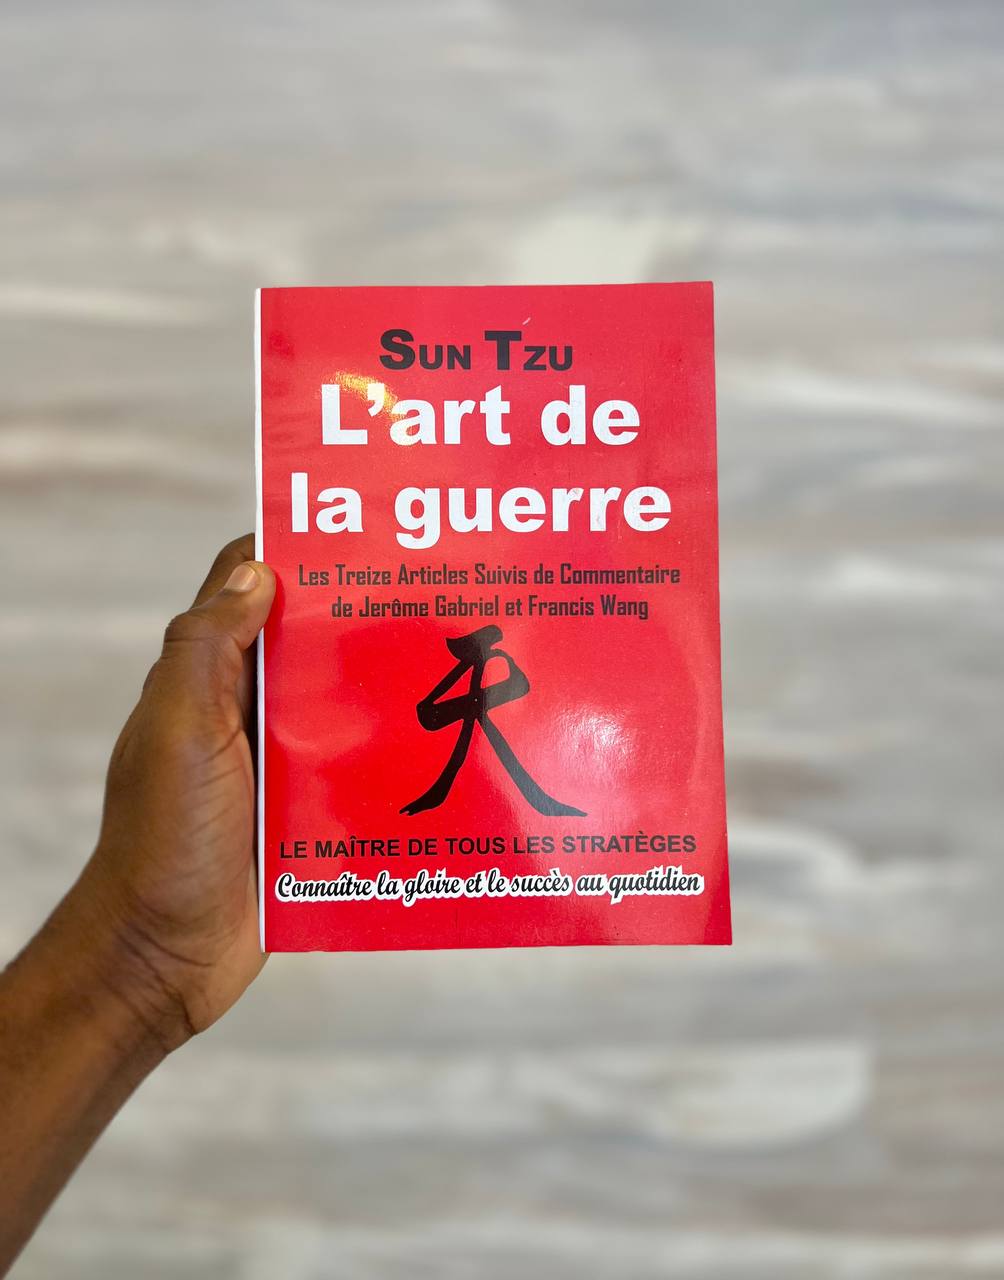 SUN TZU
L'art de
la guerre
Les Treize Articles Suivis de Commentaire
de Jerôme Gabriel et Francis Wang
天
LE MAÎTRE DE TOUS LES STRATÈGES
Connaître la gloire et le succès au quotidien